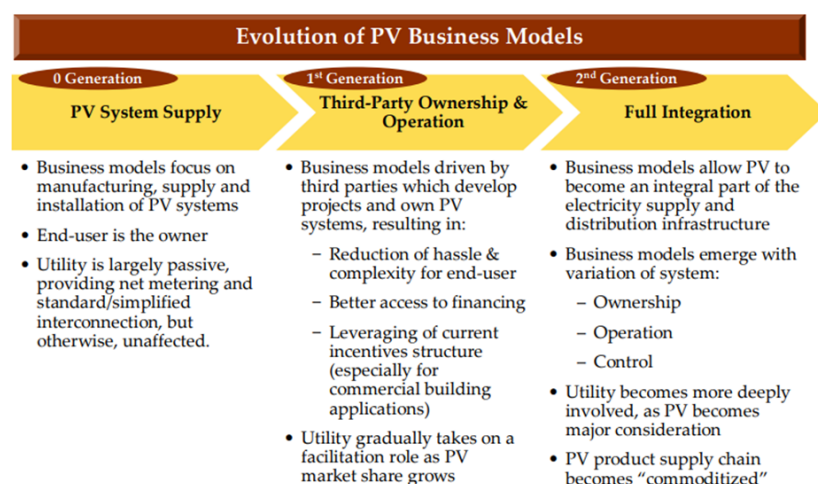 Evolution of PV Business Models
0 Generation
PV System Supply
• Business models focus on
manufacturing, supply and
installation of PV systems
• End-user is the owner
• Utility is largely passive,
providing net metering and
standard/simplified
interconnection, but
otherwise, unaffected.
1st Generation
Third-Party Ownership &
Operation
• Business models driven by
third parties which develop
projects and own PV
systems, resulting in:
– Reduction of hassle &
complexity for end-user
– Better access to financing
– Leveraging of current
incentives structure
(especially for
commercial building
applications)
• Utility gradually takes on a
facilitation role as PV
market share grows
2nd Generation
Full Integration
• Business models allow PV to
become an integral part of the
electricity supply and
distribution infrastructure
• Business models emerge with
variation of system:
– Ownership
– Operation
– Control
• Utility becomes more deeply
involved, as PV becomes
major consideration
• PV product supply chain
becomes “commoditized”